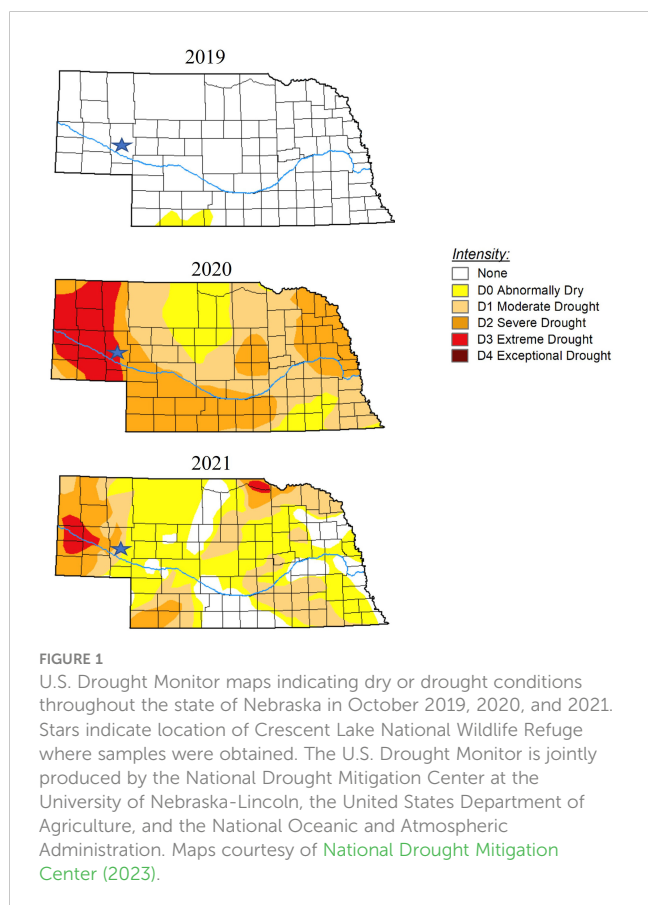 2019
Intensity:
None
D0 Abnormally Dry
D1 Moderate Drought
D2 Severe Drought
D3 Extreme Drought
D4 Exceptional Drought
2020
2021
FIGURE 1
U.S. Drought Monitor maps indicating dry or drought conditions
throughout the state of Nebraska in October 2019, 2020, and 2021.
Stars indicate location of Crescent Lake National Wildlife Refuge
where samples were obtained. The U.S. Drought Monitor is jointly
produced by the National Drought Mitigation Center at the
University of Nebraska-Lincoln, the United States Department of
Agriculture, and the National Oceanic and Atmospheric
Administration. Maps courtesy of National Drought Mitigation
Center (2023).